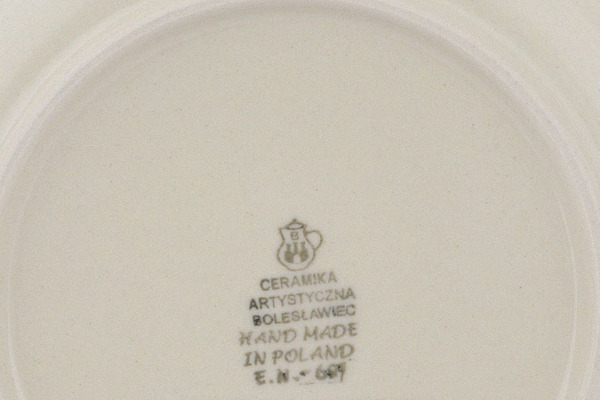 B
CERAMIKA
ARTYSTYCZNA
BOLESŁAWIEC
HAND MADE
IN POLAND
E.N.-